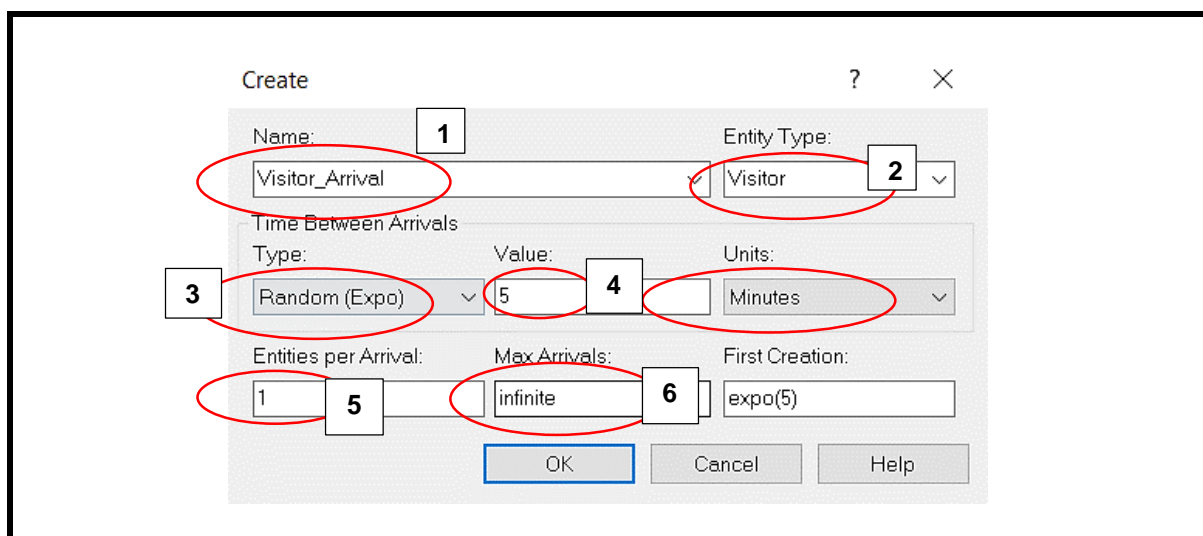 Create ?
Name: 1 Entity Type:
Visitor_Arrival Visitor 2
Time Between Arrivals
Type: Value: Units:
3 Random (Expo) 5 4 Minutes
Entities per Arrival: Max Arrivals: First Creation:
1 5 infinite 6 expo(5)
OK Cancel Help